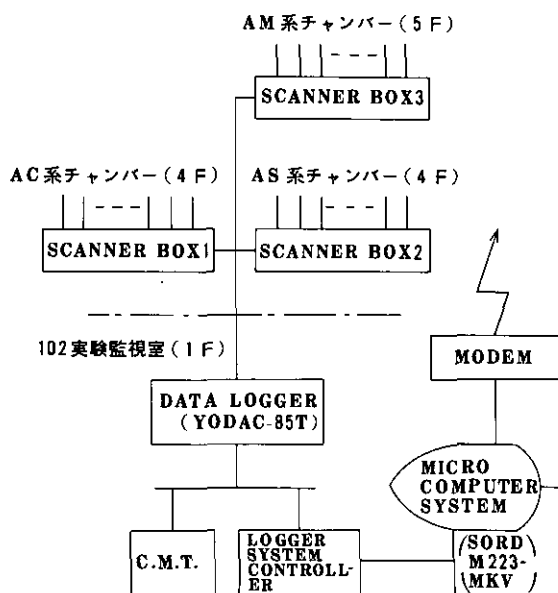 AM系チャンバー(5F)
SCANNER BOX3
AC系チャンバー(4F)
AS系チャンバー(4F)
SCANNER BOX1
SCANNER BOX2
102実験監視室(1F)
MODEM
DATA LOGGER
(YODAC-85T)
MICRO
COMPUTER
SYSTEM
C.M.T.
LOGGER
SYSTEM
CONTROLL-
ER
(SORD
M223-
MKV)